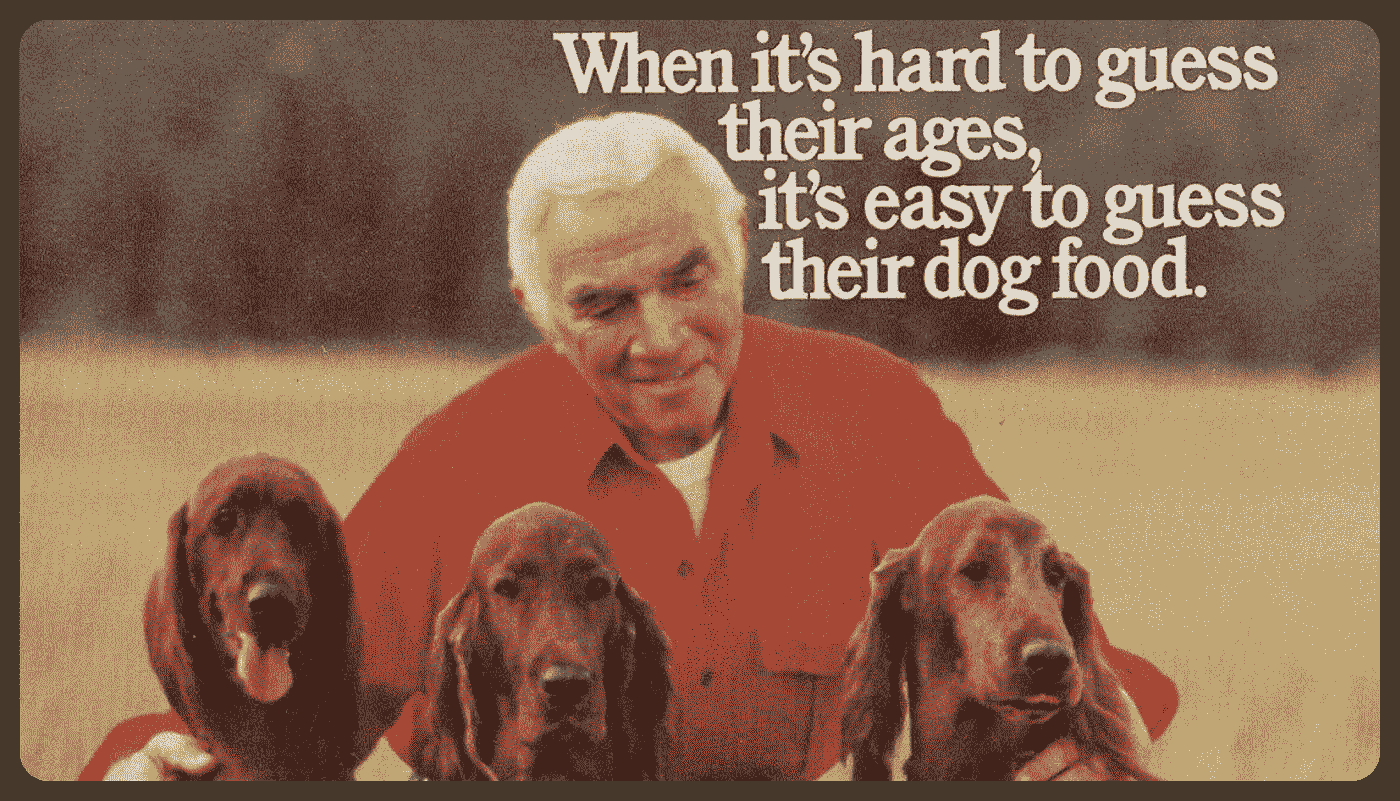 When it's hard to guess
their ages,
it's easy to guess
their dog food.